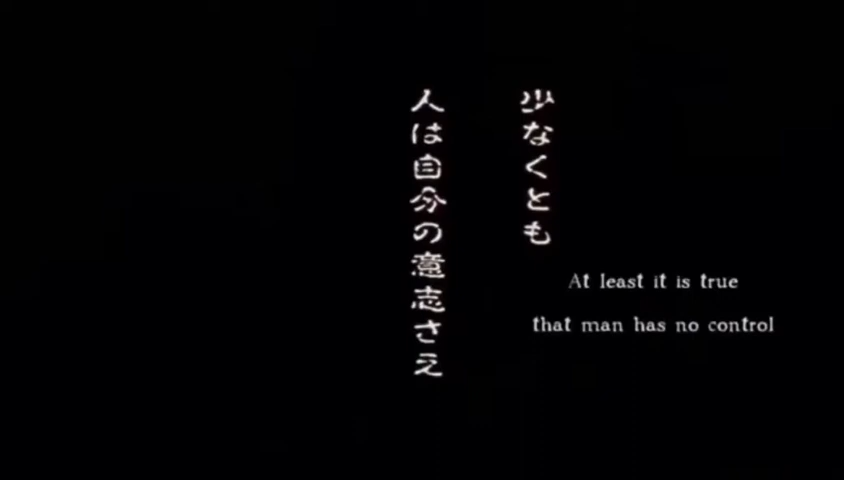 少なくとも
人は自分の意志さえ
At least it is true
that man has no control